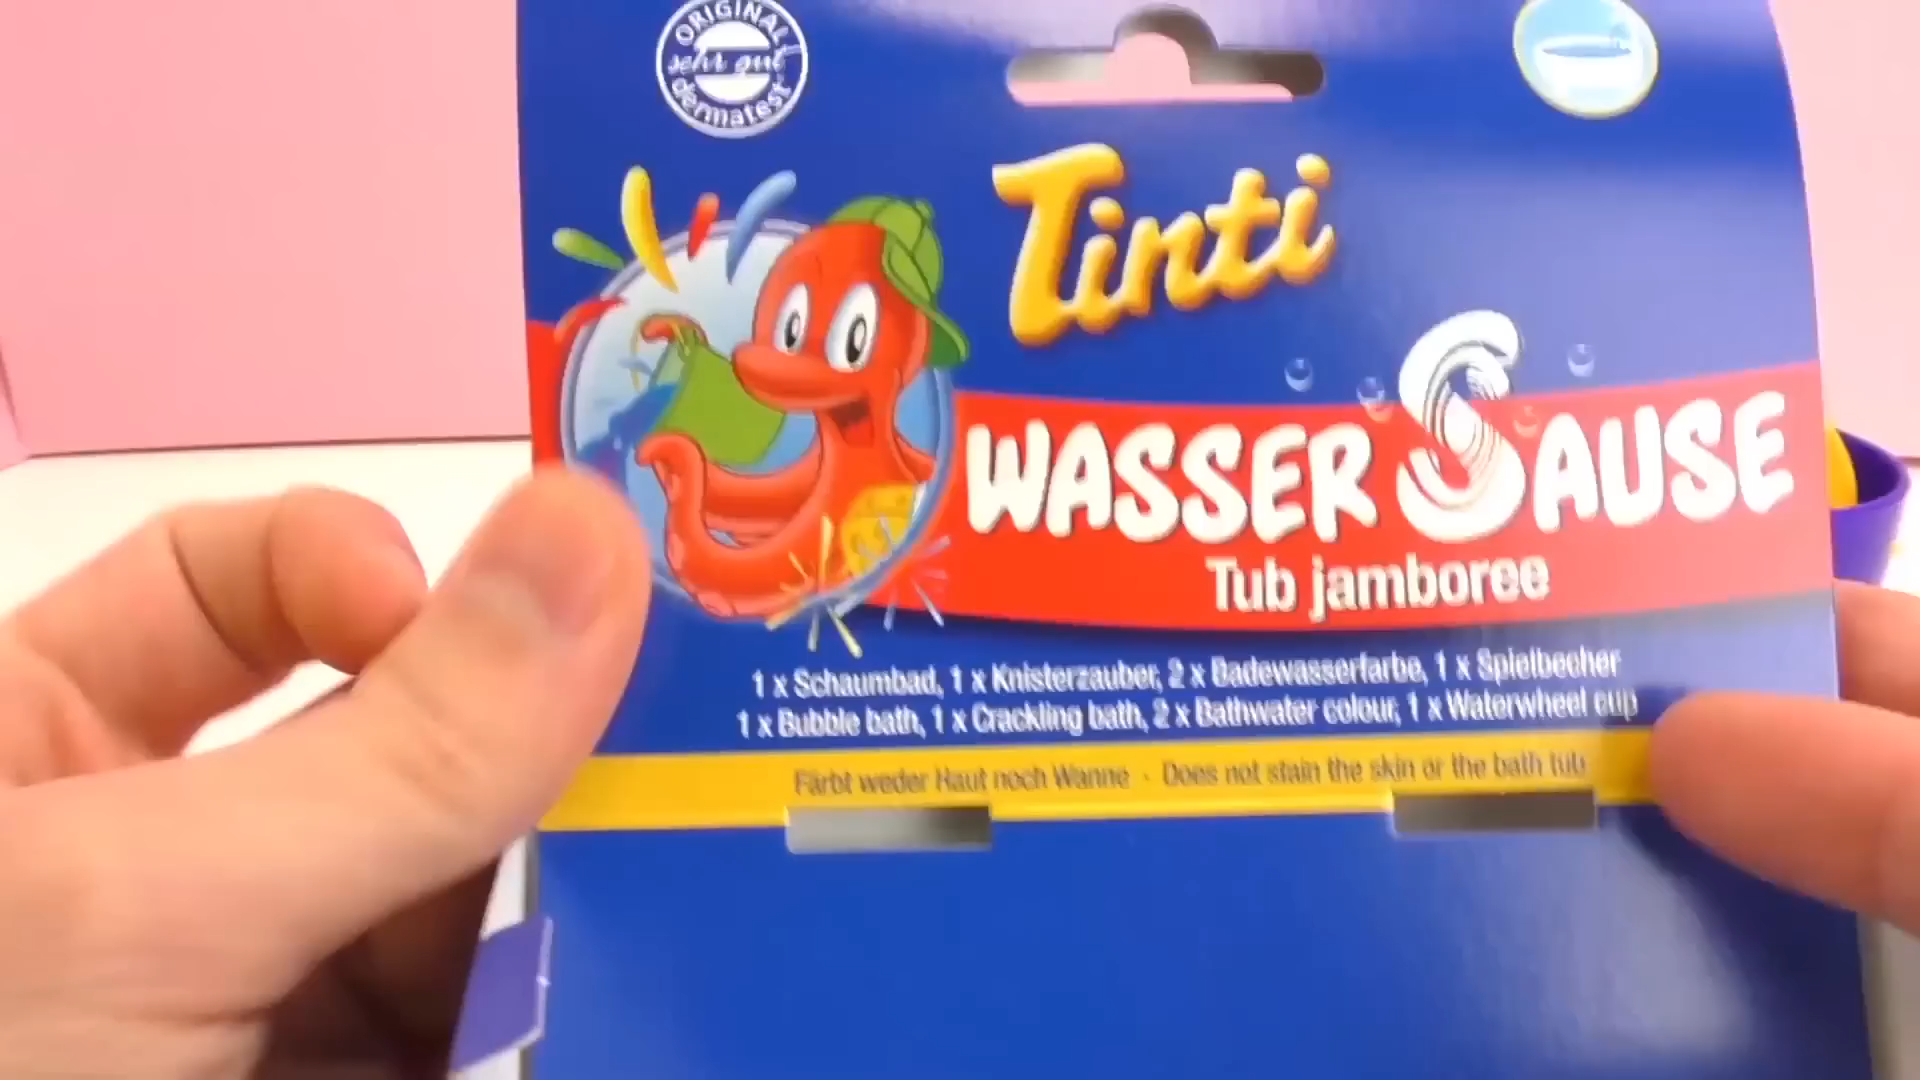 ORIGINAL
sehr gut
dermatest
Tinti
WASSER SAUSE
Tub jamboree
1 x Schaumbad, 1 x Knisterzauber, 2 x Badewasserfarbe, 1 x Spielbecher
1 x Bubble bath, 1 x Crackling bath, 2 x Bathwater colour, 1 x Waterwheel cup
Färbt weder Haut noch Wanne - Does not stain the skin or the bath tub